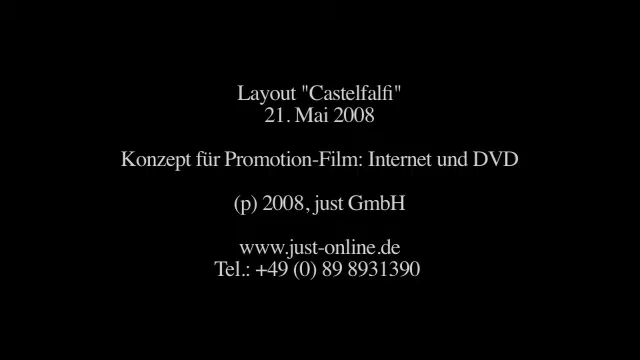 Layout "Castelfalfi"
21. Mai 2008
Konzept für Promotion-Film: Internet und DVD
(p) 2008, just GmbH
www.just-online.de
Tel.: +49 (0) 89 8931390